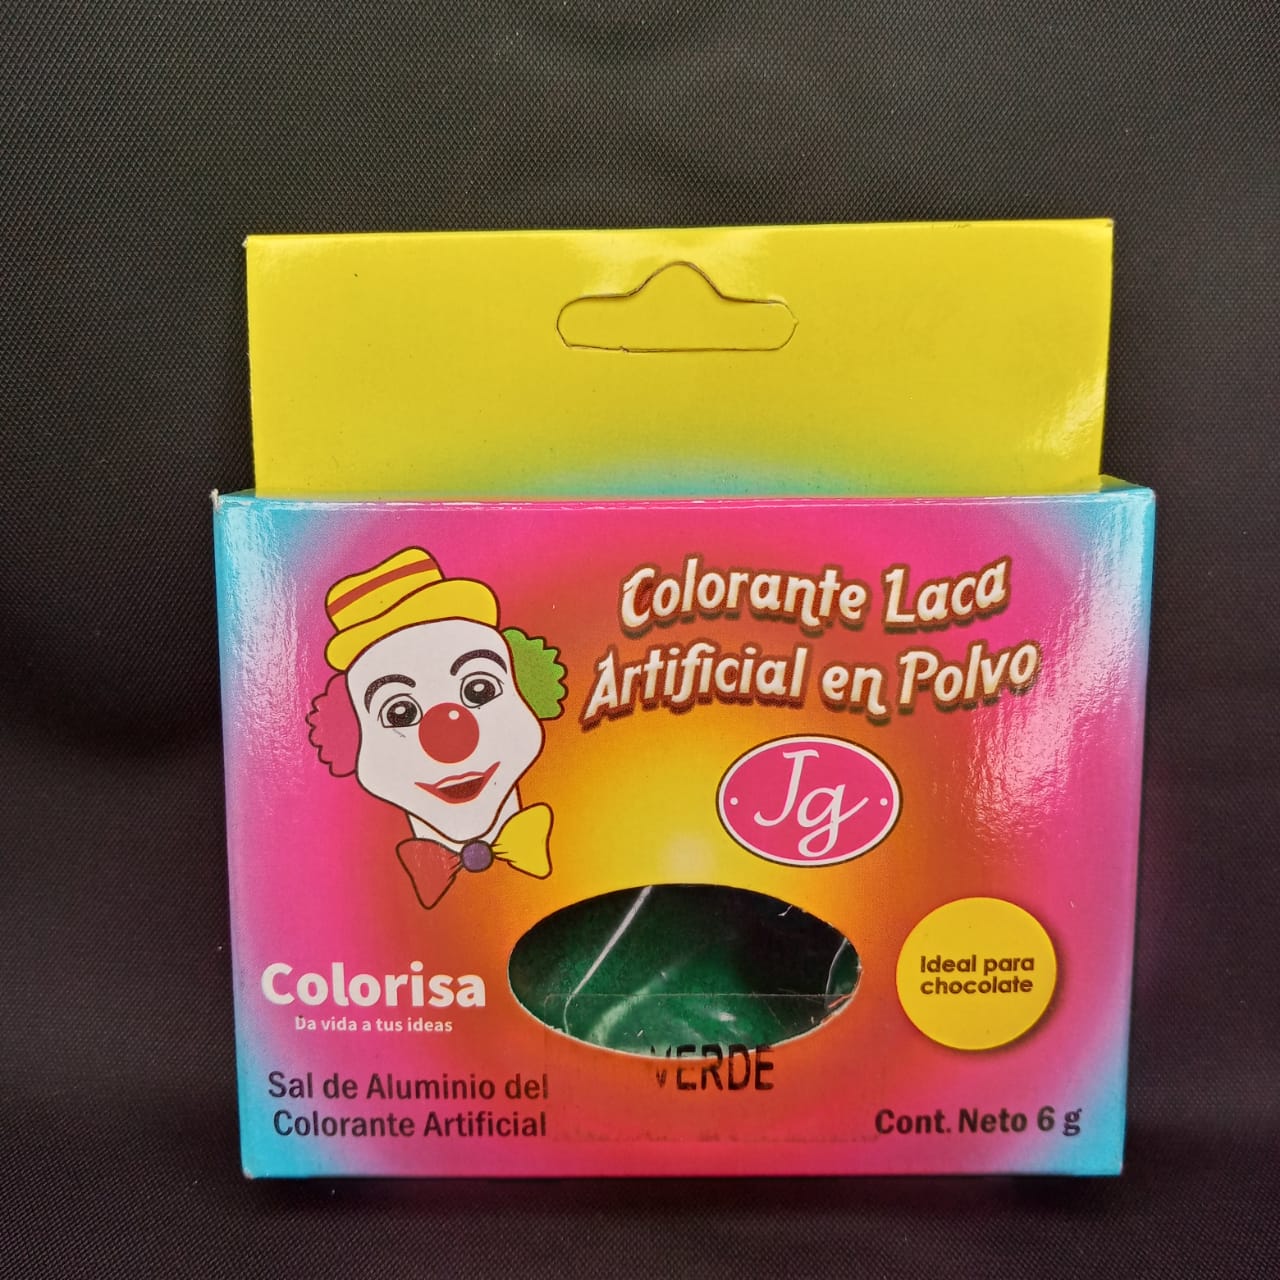 Colorante Laca
Artificial en Polvo
Jg
Ideal para
chocolate
Colorisa
Da vida a tus ideas
VERDE
Sal de Aluminio del
Colorante Artificial
Cont. Neto 6 g